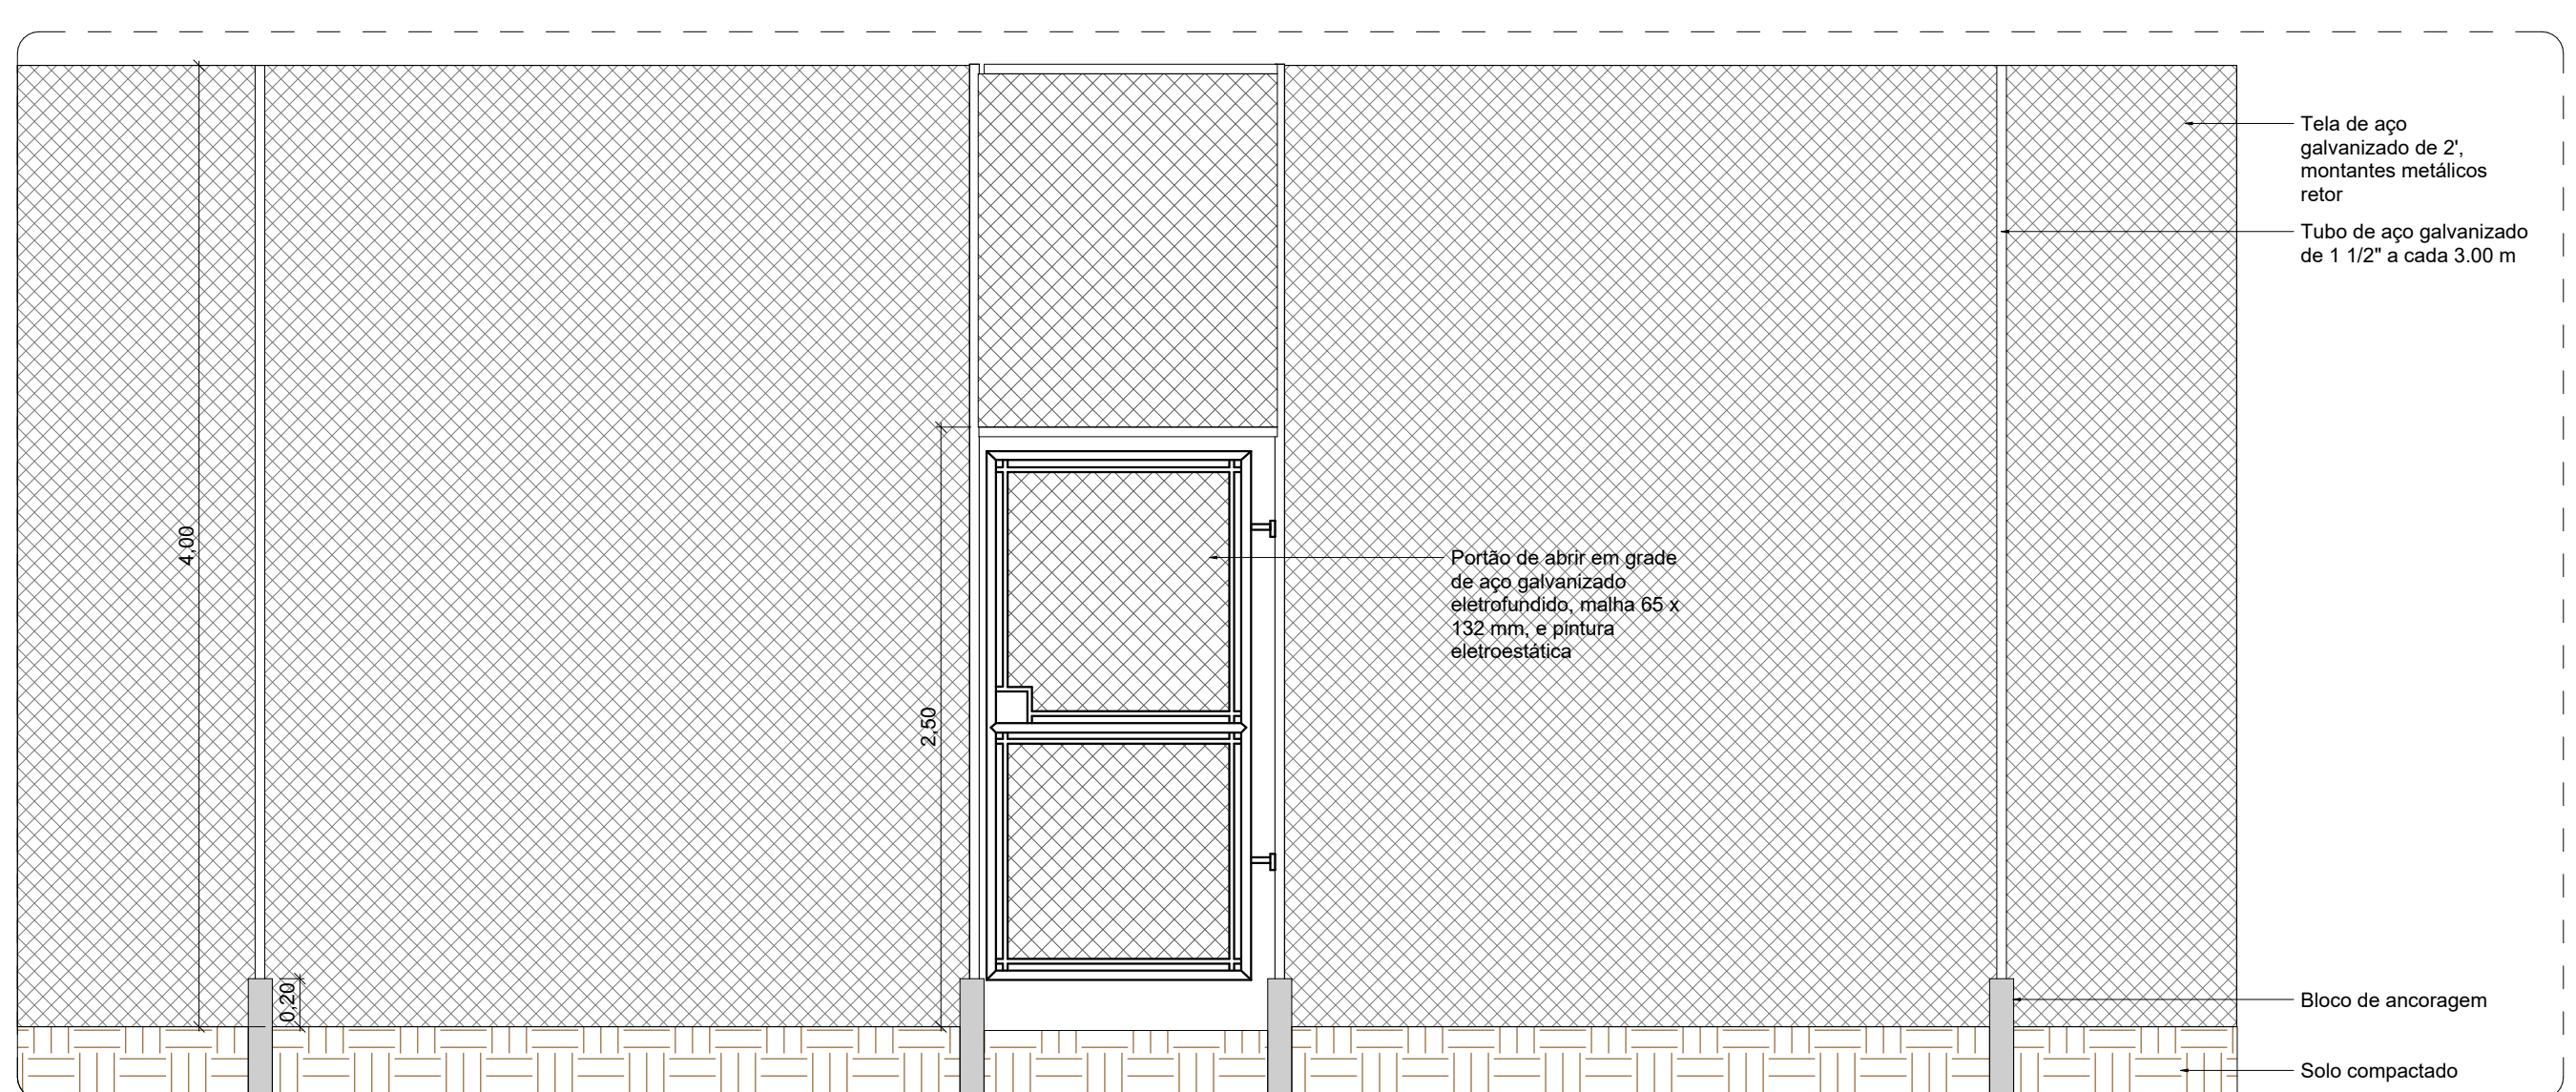 Tela de aço
galvanizado de 2',
montantes metálicos
retor
Tubo de aço galvanizado
de 1 1/2" a cada 3.00 m
4,00
Portão de abrir em grade
de aço galvanizado
eletrofundido, malha 65 x
132 mm, e pintura
eletroestática
2,50
0,20
Bloco de ancoragem
Solo compactado